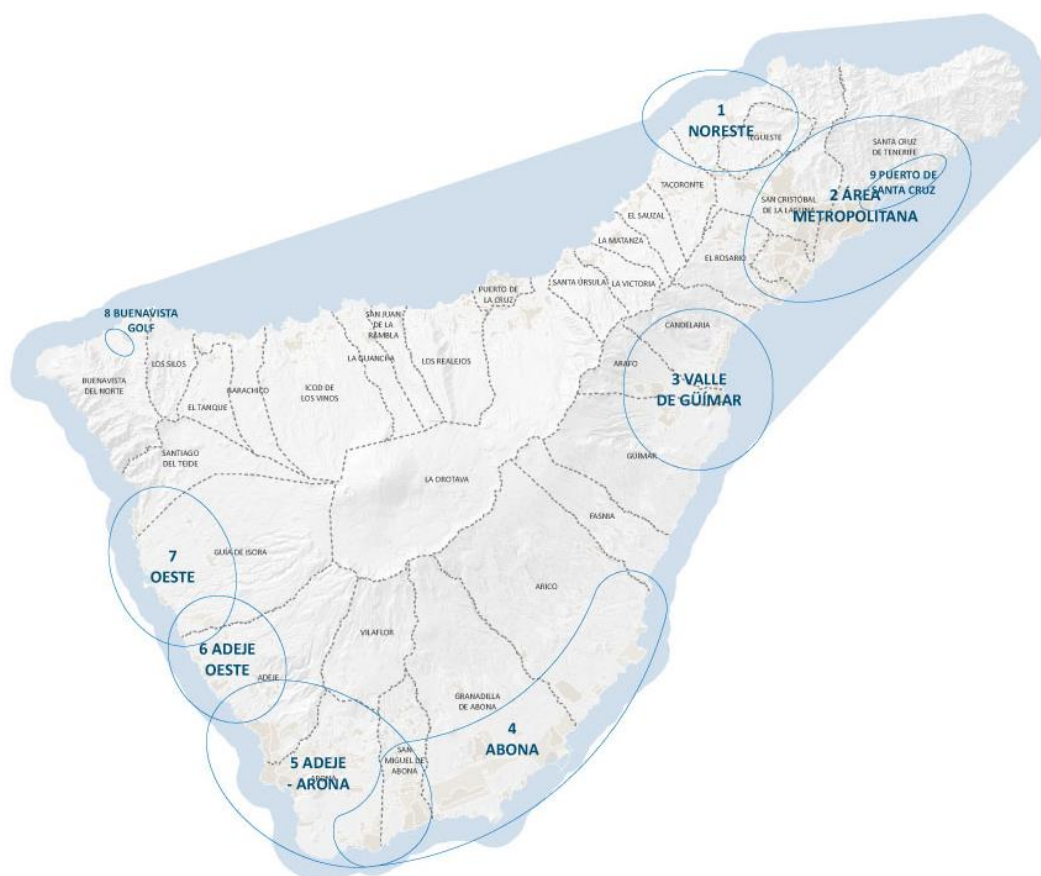 1
NORESTE
TEGUESTE
SANTA CRUZ
DE TENERIFE
9 PUERTO DE
SANTA CRUZ
TACORONTE
SAN CRISTÓBAL
DE LA LAGUNA
2 ÁREA
METROPOLITANA
EL SAUZAL
LA MATANZA
EL ROSARIO
SANTA ÚRSULA
LA VICTORIA
PUERTO DE
LA CRUZ
8 BUENAVISTA
GOLF
SAN JUAN
DE LA
RAMBLA
CANDELARIA
LOS SILOS
LA GUANCHA
LOS REALEJOS
ARAFO
BUENAVISTA
DEL NORTE
GARACHICO
ICOD DE
LOS VINOS
3 VALLE
DE GÜÍMAR
EL TANQUE
SANTIAGO
DEL TEIDE
GÜIMAR
LA OROTAVA
FASNIA
7
OESTE
GUÍA DE ISORA
ARICO
VILAFLOR
6 ADEJE
OESTE
ADEJE
GRANADILLA
DE ABONA
4
ABONA
SAN
MIGUEL DE
ABONA
5 ADEJE
- ARONA
ARONA